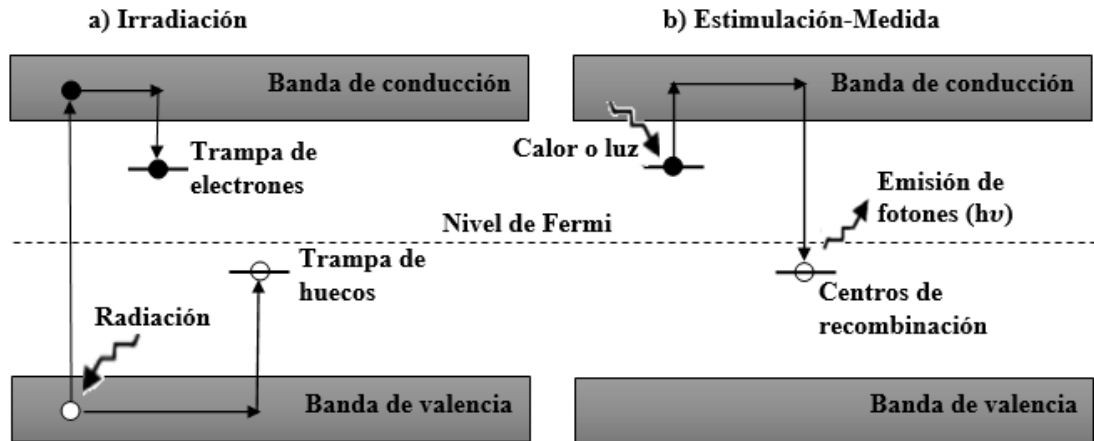 a) Irradiación
b) Estimulación-Medida
Banda de conducción
Banda de conducción
Trampa de
electrones
Calor o luz
Emisión de
fotones (hυ)
Nivel de Fermi
Trampa de
huecos
Centros de
recombinación
Radiación
Banda de valencia
Banda de valencia